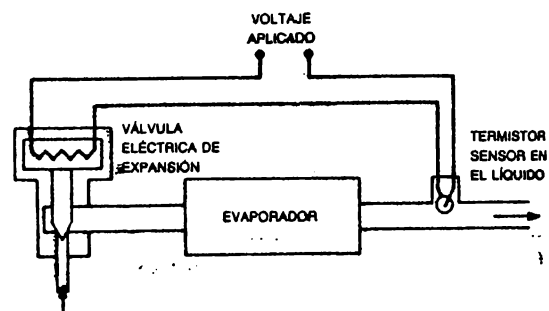 VOLTAJE
APLICADO
VÁLVULA
ELÉCTRICA DE
EXPANSIÓN
TERMISTOR
SENSOR EN
EL LÍQUIDO
EVAPORADOR